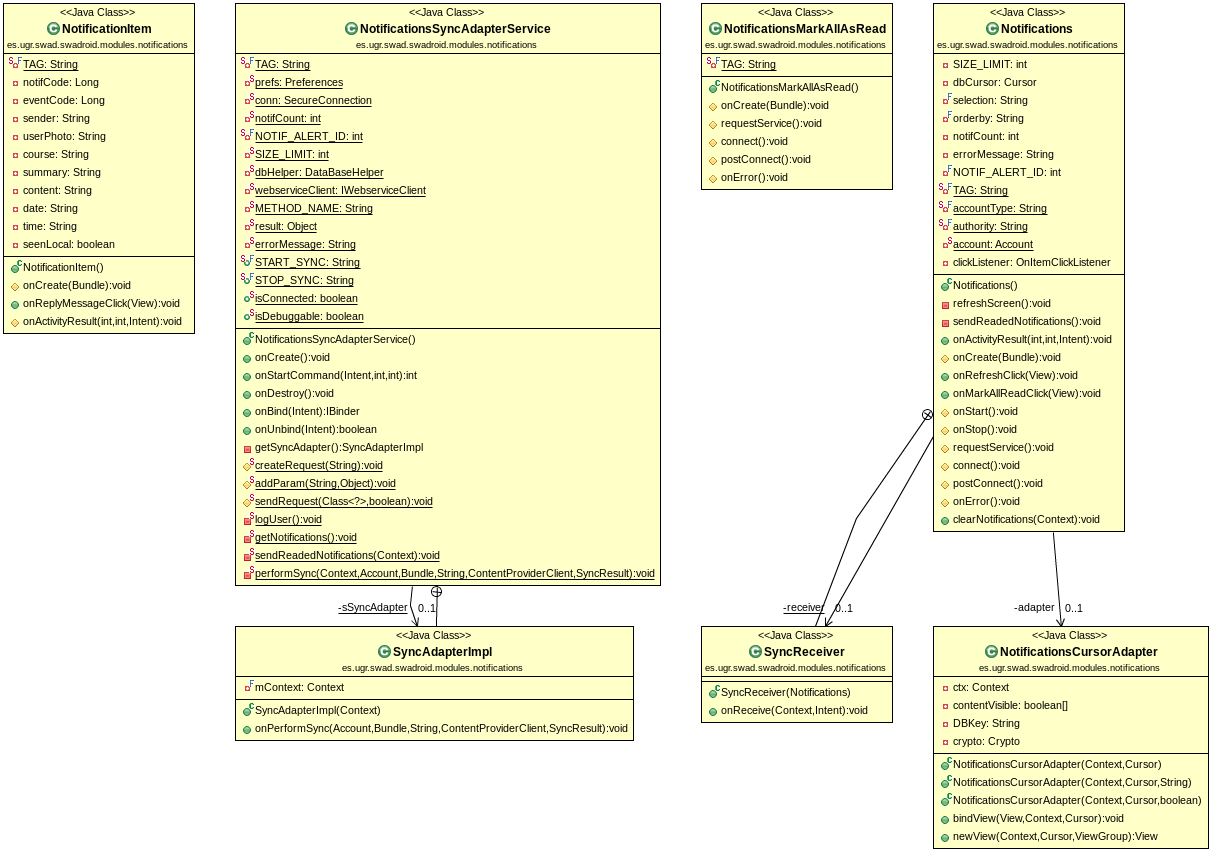 <<Java Class>>
NotificationItem
es.ugr.swad.swadroid.modules.notifications
TAG: String
notifCode: Long
eventCode: Long
sender: String
userPhoto: String
course: String
summary: String
content: String
date: String
time: String
seenLocal: boolean
NotificationItem()
onCreate(Bundle):void
onReplyMessageClick(View):void
onActivityResult(int,int,Intent):void
<<Java Class>>
NotificationsSyncAdapterService
es.ugr.swad.swadroid.modules.notifications
TAG: String
prefs: Preferences
conn: SecureConnection
notifCount: int
NOTIF_ALERT_ID: int
SIZE_LIMIT: int
dbHelper: DataBaseHelper
webserviceClient: IWebserviceClient
METHOD_NAME: String
result: Object
errorMessage: String
START_SYNC: String
STOP_SYNC: String
isConnected: boolean
isDebuggable: boolean
NotificationsSyncAdapterService()
onCreate():void
onStartCommand(Intent,int,int):int
onDestroy():void
onBind(Intent):IBinder
onUnbind(Intent):boolean
getSyncAdapter():SyncAdapterImpl
createRequest(String):void
addParam(String,Object):void
sendRequest(Class<?>,boolean):void
logUser():void
getNotifications():void
sendReadedNotifications(Context):void
performSync(Context,Account,Bundle,String,ContentProviderClient,SyncResult):void
<<Java Class>>
NotificationsMarkAllAsRead
es.ugr.swad.swadroid.modules.notifications
TAG: String
NotificationsMarkAllAsRead()
onCreate(Bundle):void
requestService():void
connect():void
postConnect():void
onError():void
<<Java Class>>
Notifications
es.ugr.swad.swadroid.modules.notifications
SIZE_LIMIT: int
dbCursor: Cursor
selection: String
orderby: String
notifCount: int
errorMessage: String
NOTIF_ALERT_ID: int
TAG: String
accountType: String
authority: String
account: Account
clickListener: OnItemClickListener
Notifications()
refreshScreen():void
sendReadedNotifications():void
onActivityResult(int,int,Intent):void
onCreate(Bundle):void
onRefreshClick(View):void
onMarkAllReadClick(View):void
onStart():void
onStop():void
requestService():void
connect():void
postConnect():void
onError():void
clearNotifications(Context):void
-sSyncAdapter 0..1
-receiver 0..1
-adapter 0..1
<<Java Class>>
SyncAdapterImpl
es.ugr.swad.swadroid.modules.notifications
mContext: Context
SyncAdapterImpl(Context)
onPerformSync(Account,Bundle,String,ContentProviderClient,SyncResult):void
<<Java Class>>
SyncReceiver
es.ugr.swad.swadroid.modules.notifications
SyncReceiver(Notifications)
onReceive(Context,Intent):void
<<Java Class>>
NotificationsCursorAdapter
es.ugr.swad.swadroid.modules.notifications
ctx: Context
contentVisible: boolean[]
DBKey: String
crypto: Crypto
NotificationsCursorAdapter(Context,Cursor)
NotificationsCursorAdapter(Context,Cursor,String)
NotificationsCursorAdapter(Context,Cursor,boolean)
bindView(View,Context,Cursor):void
newView(Context,Cursor,ViewGroup):View